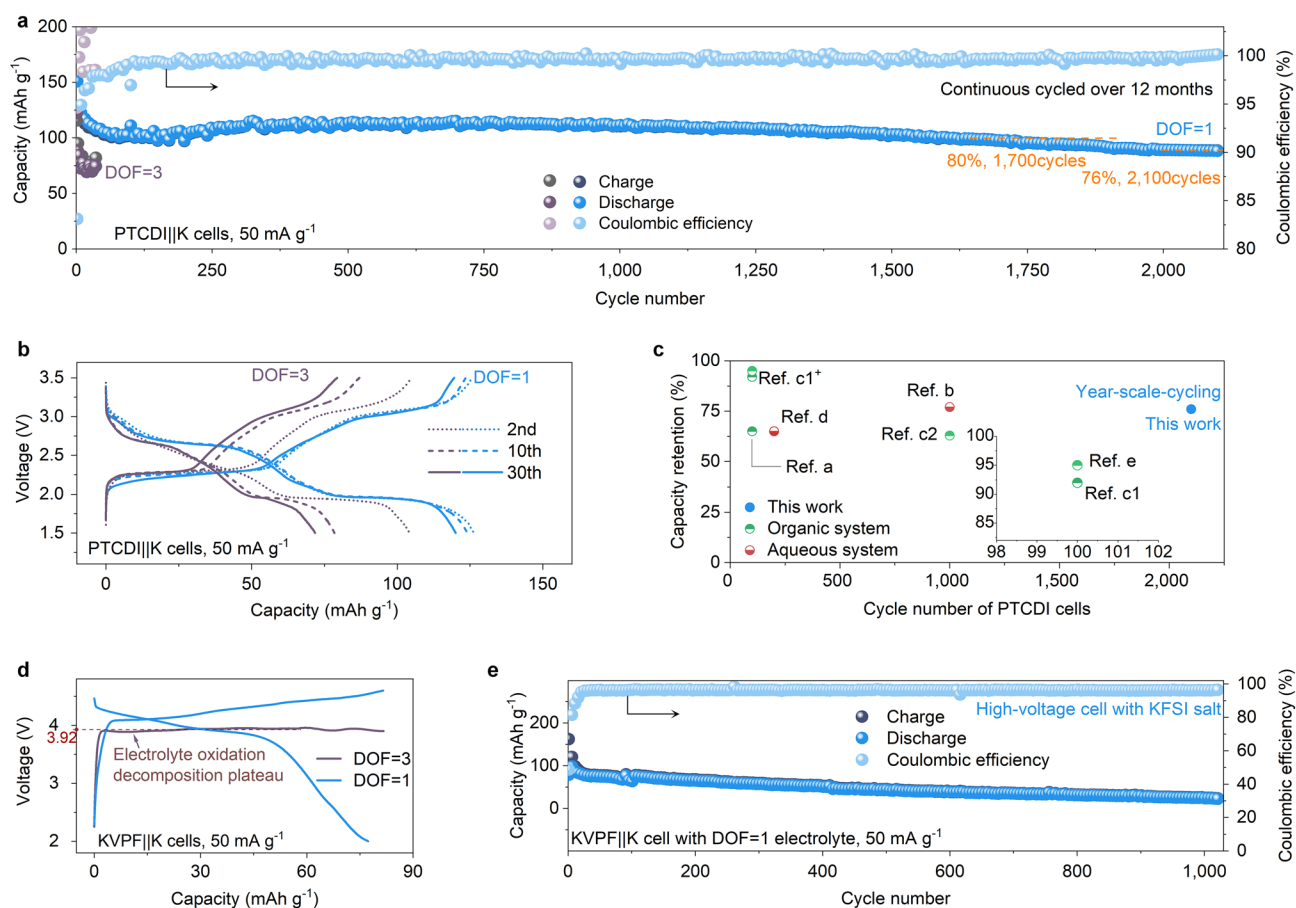 a
200
150
100
50
0
Capacity (mAh g⁻¹)
100
95
90
85
80
Coulombic efficiency (%)
Continuous cycled over 12 months
DOF=1
DOF=3
80%, 1,700cycles
76%, 2,100cycles
Charge
Discharge
Coulombic efficiency
PTCDI||K cells, 50 mA g⁻¹
0 250 500 750 1,000 1,250 1,500 1,750 2,000
Cycle number
b
3.5
3.0
2.5
2.0
1.5
Voltage (V)
DOF=3
DOF=1
2nd
10th
30th
PTCDI||K cells, 50 mA g⁻¹
0 50 100 150
Capacity (mAh g⁻¹)
c
100
75
50
25
0
Capacity retention (%)
Ref. c1⁺
Ref. d
Ref. a
Ref. b
Ref. c2
Year-scale-cycling
This work
This work
Organic system
Aqueous system
100
95
90
85
Ref. e
Ref. c1
98 99 100 101 102
500 1,000 1,500 2,000
Cycle number of PTCDI cells
d
4
3.92
3
2
Voltage (V)
Electrolyte oxidation
decomposition plateau
DOF=3
DOF=1
KVPF||K cells, 50 mA g⁻¹
0 30 60 90
Capacity (mAh g⁻¹)
e
200
100
0
Capacity (mAh g⁻¹)
100
80
60
40
20
0
Coulombic efficiency (%)
High-voltage cell with KFSI salt
Charge
Discharge
Coulombic efficiency
KVPF||K cell with DOF=1 electrolyte, 50 mA g⁻¹
0 200 400 600 800 1,000
Cycle number